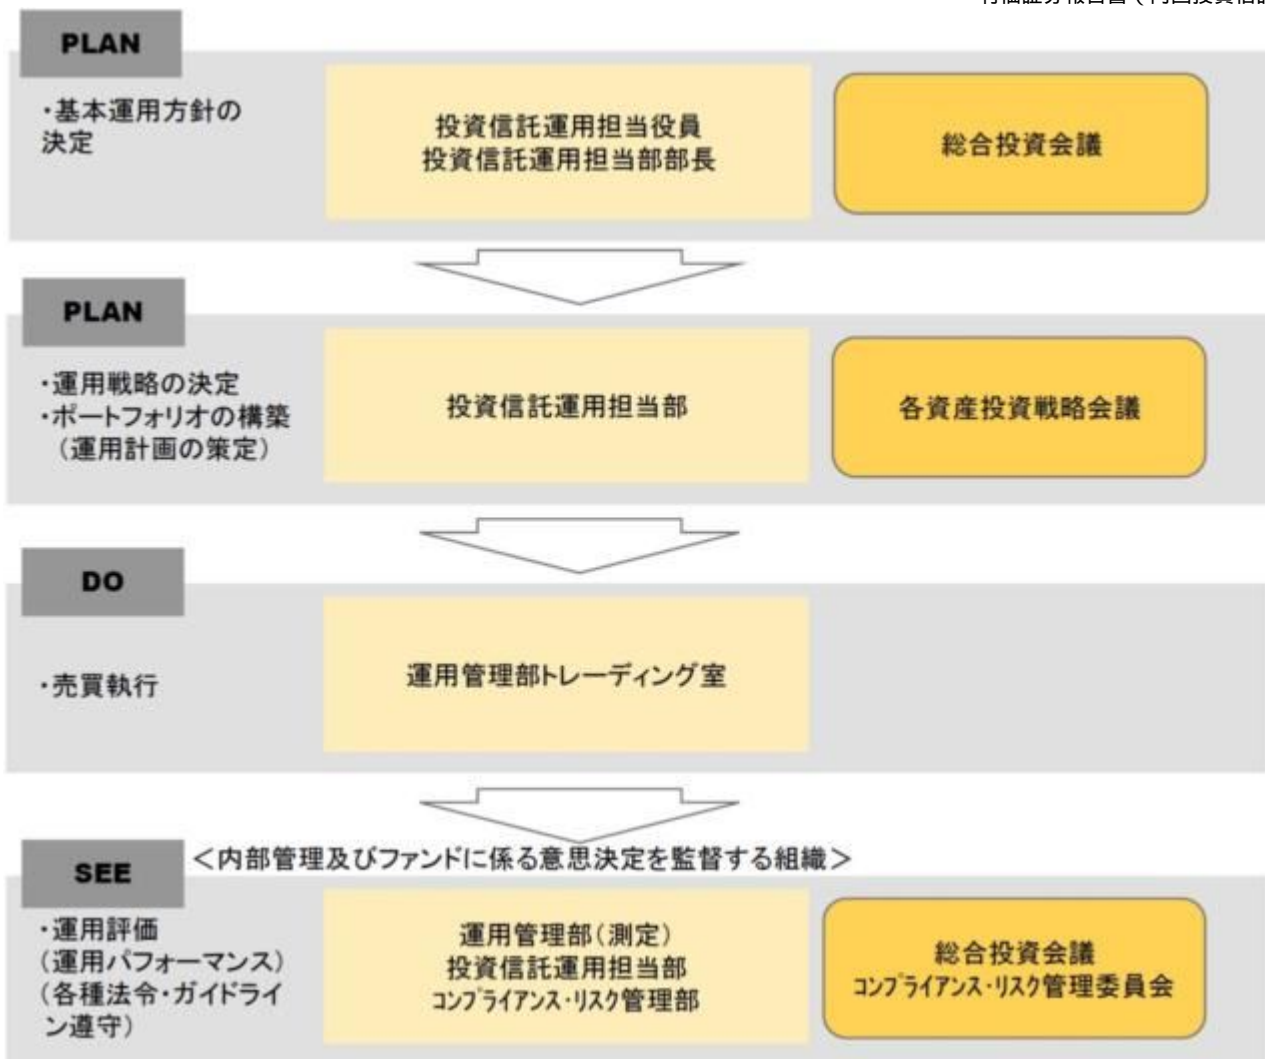 PLAN
・基本運用方針の
決定
投資信託運用担当役員
投資信託運用担当部部長
総合投資会議
PLAN
・運用戦略の決定
・ポートフォリオの構築
（運用計画の策定）
投資信託運用担当部
各資産投資戦略会議
DO
・売買執行
運用管理部トレーディング室
SEE
＜内部管理及びファンドに係る意思決定を監督する組織＞
・運用評価
(運用パフォーマンス)
(各種法令・ガイドライ
ン遵守)
運用管理部（測定）
投資信託運用担当部
ｺﾝﾌﾟﾗｲｱﾝｽ・ﾘｽｸ管理部
総合投資会議
ｺﾝﾌﾟﾗｲｱﾝｽ・ﾘｽｸ管理委員会